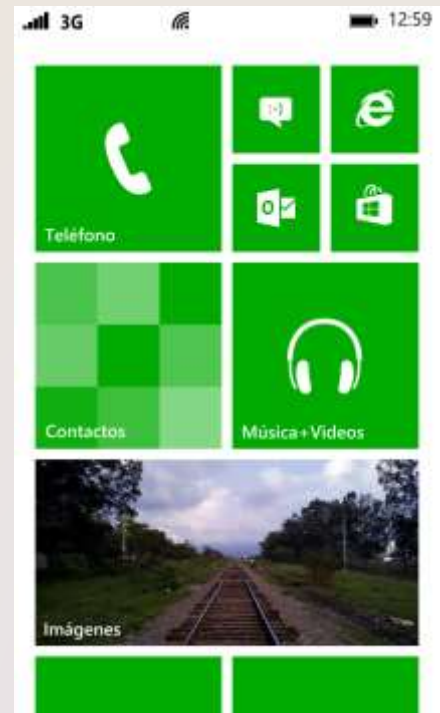 3G 12:59
:-)
Teléfono
Contactos
Música+Videos
Imágenes